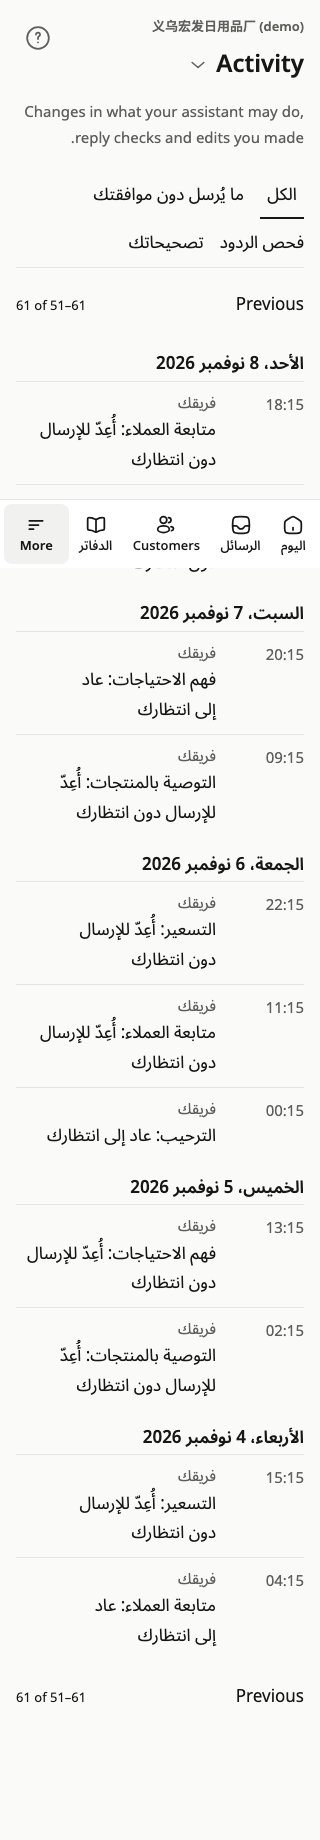 义乌宏发日用品厂 (demo)
Activity
Changes in what your assistant may do,
reply checks and edits you made.
الكل
ما يُرسل دون موافقتك
فحص الردود
تصحيحاتك
Previous
61 of 51–61
الأحد، 8 نوفمبر 2026
18:15
فريقك
متابعة العملاء: أُعِدّ للإرسال
دون انتظارك
اليوم
الرسائل
Customers
الدفاتر
More
السبت، 7 نوفمبر 2026
20:15
فريقك
فهم الاحتياجات: عاد
إلى انتظارك
09:15
فريقك
التوصية بالمنتجات: أُعِدّ
للإرسال دون انتظارك
الجمعة، 6 نوفمبر 2026
22:15
فريقك
التسعير: أُعِدّ للإرسال
دون انتظارك
11:15
فريقك
متابعة العملاء: أُعِدّ للإرسال
دون انتظارك
00:15
فريقك
الترحيب: عاد إلى انتظارك
الخميس، 5 نوفمبر 2026
13:15
فريقك
فهم الاحتياجات: أُعِدّ للإرسال
دون انتظارك
02:15
فريقك
التوصية بالمنتجات: أُعِدّ
للإرسال دون انتظارك
الأربعاء، 4 نوفمبر 2026
15:15
فريقك
التسعير: أُعِدّ للإرسال
دون انتظارك
04:15
فريقك
متابعة العملاء: عاد
إلى انتظارك
Previous
61 of 51–61